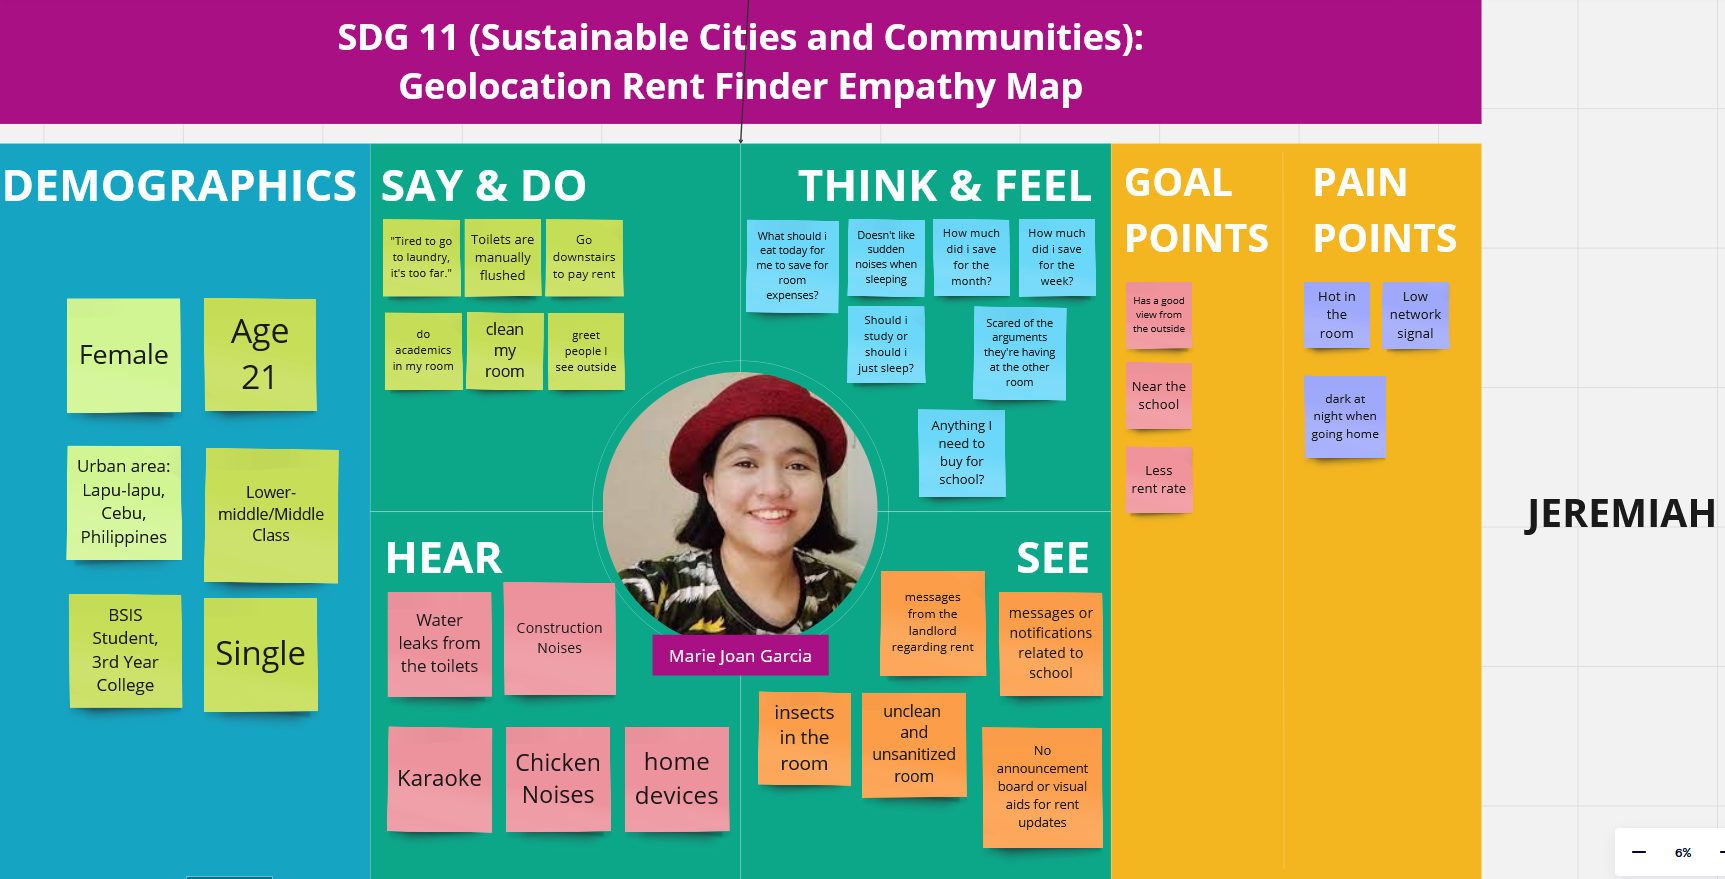 SDG 11 (Sustainable Cities and Communities):
Geolocation Rent Finder Empathy Map
DEMOGRAPHICS
Female
Age
21
Urban area:
Lapu-lapu,
Cebu,
Philippines
Lower-
middle/Middle
Class
BSIS
Student,
3rd Year
College
Single
SAY & DO
"Tired to go
to laundry,
it's too far."
Toilets are
manually
flushed
Go
downstairs
to pay rent
do
academics
in my room
clean
my
room
greet
people I
see outside
THINK & FEEL
What should i
eat today for
me to save for
room
expenses?
Doesn't like
sudden
noises when
sleeping
How much
did i save
for the
month?
How much
did i save
for the
week?
Should i
study or
should i
just sleep?
Scared of the
arguments
they're having
at the other
room
Anything I
need to
buy for
school?
HEAR
Water
leaks from
the toilets
Construction
Noises
Karaoke
Chicken
Noises
home
devices
Marie Joan Garcia
SEE
messages
from the
landlord
regarding rent
messages or
notifications
related to
school
insects
in the
room
unclean
and
unsanitized
room
No
announcement
board or visual
aids for rent
updates
GOAL
POINTS
Has a good
view from
the outside
Near the
school
Less
rent rate
PAIN
POINTS
Hot in
the
room
Low
network
signal
dark at
night when
going home
JEREMIAH
6%